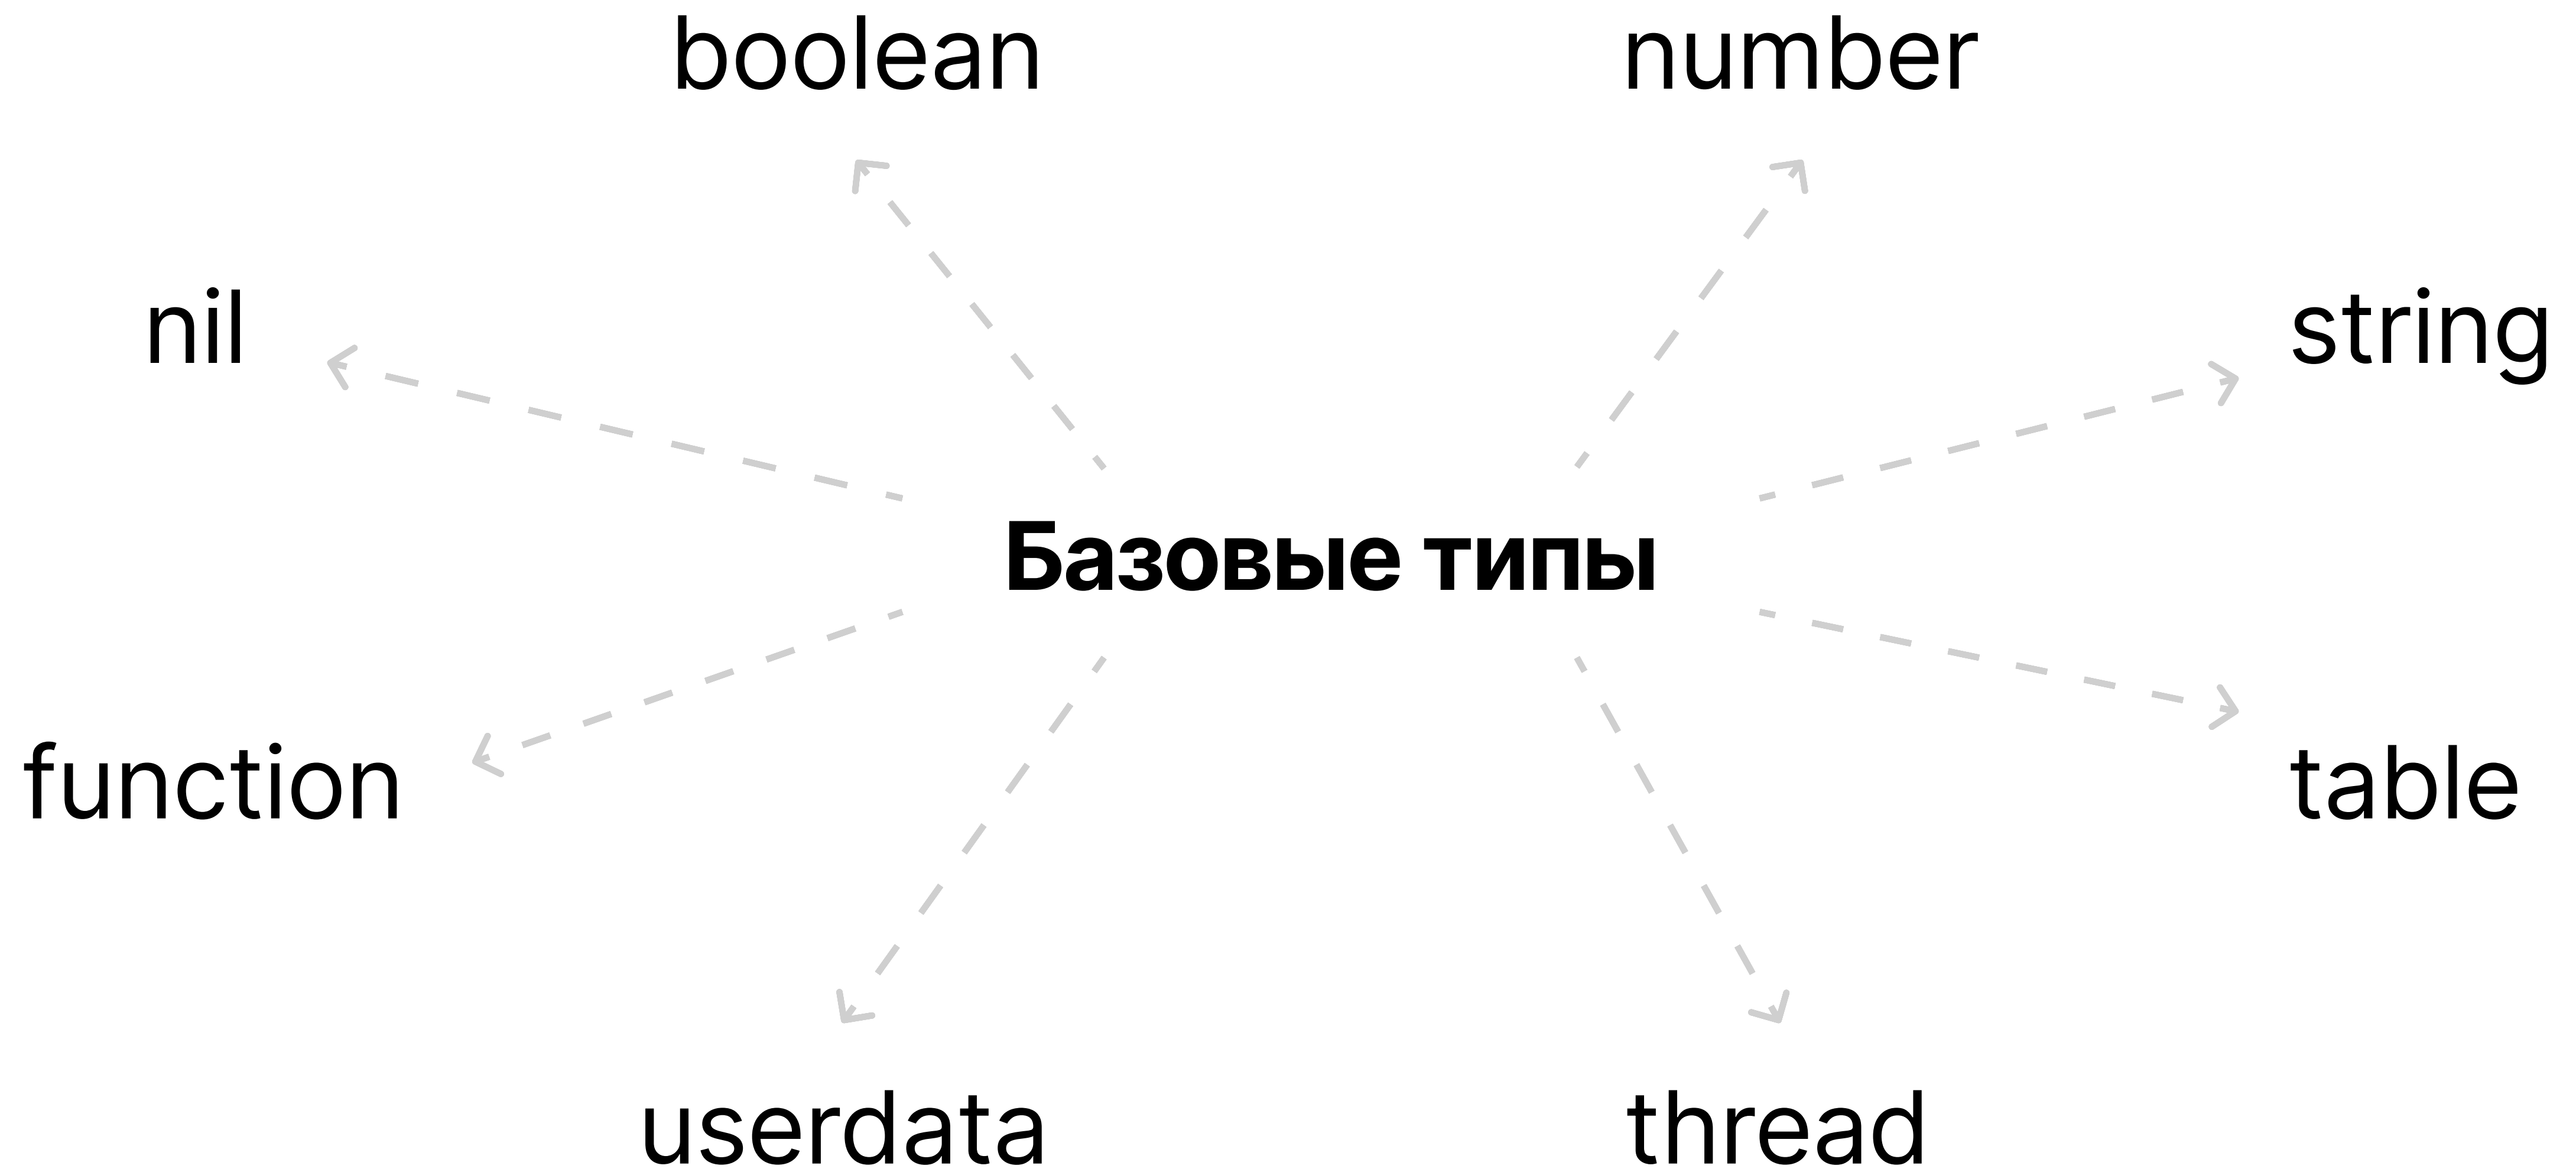 boolean
number
nil
string
Базовые типы
function
table
userdata
thread